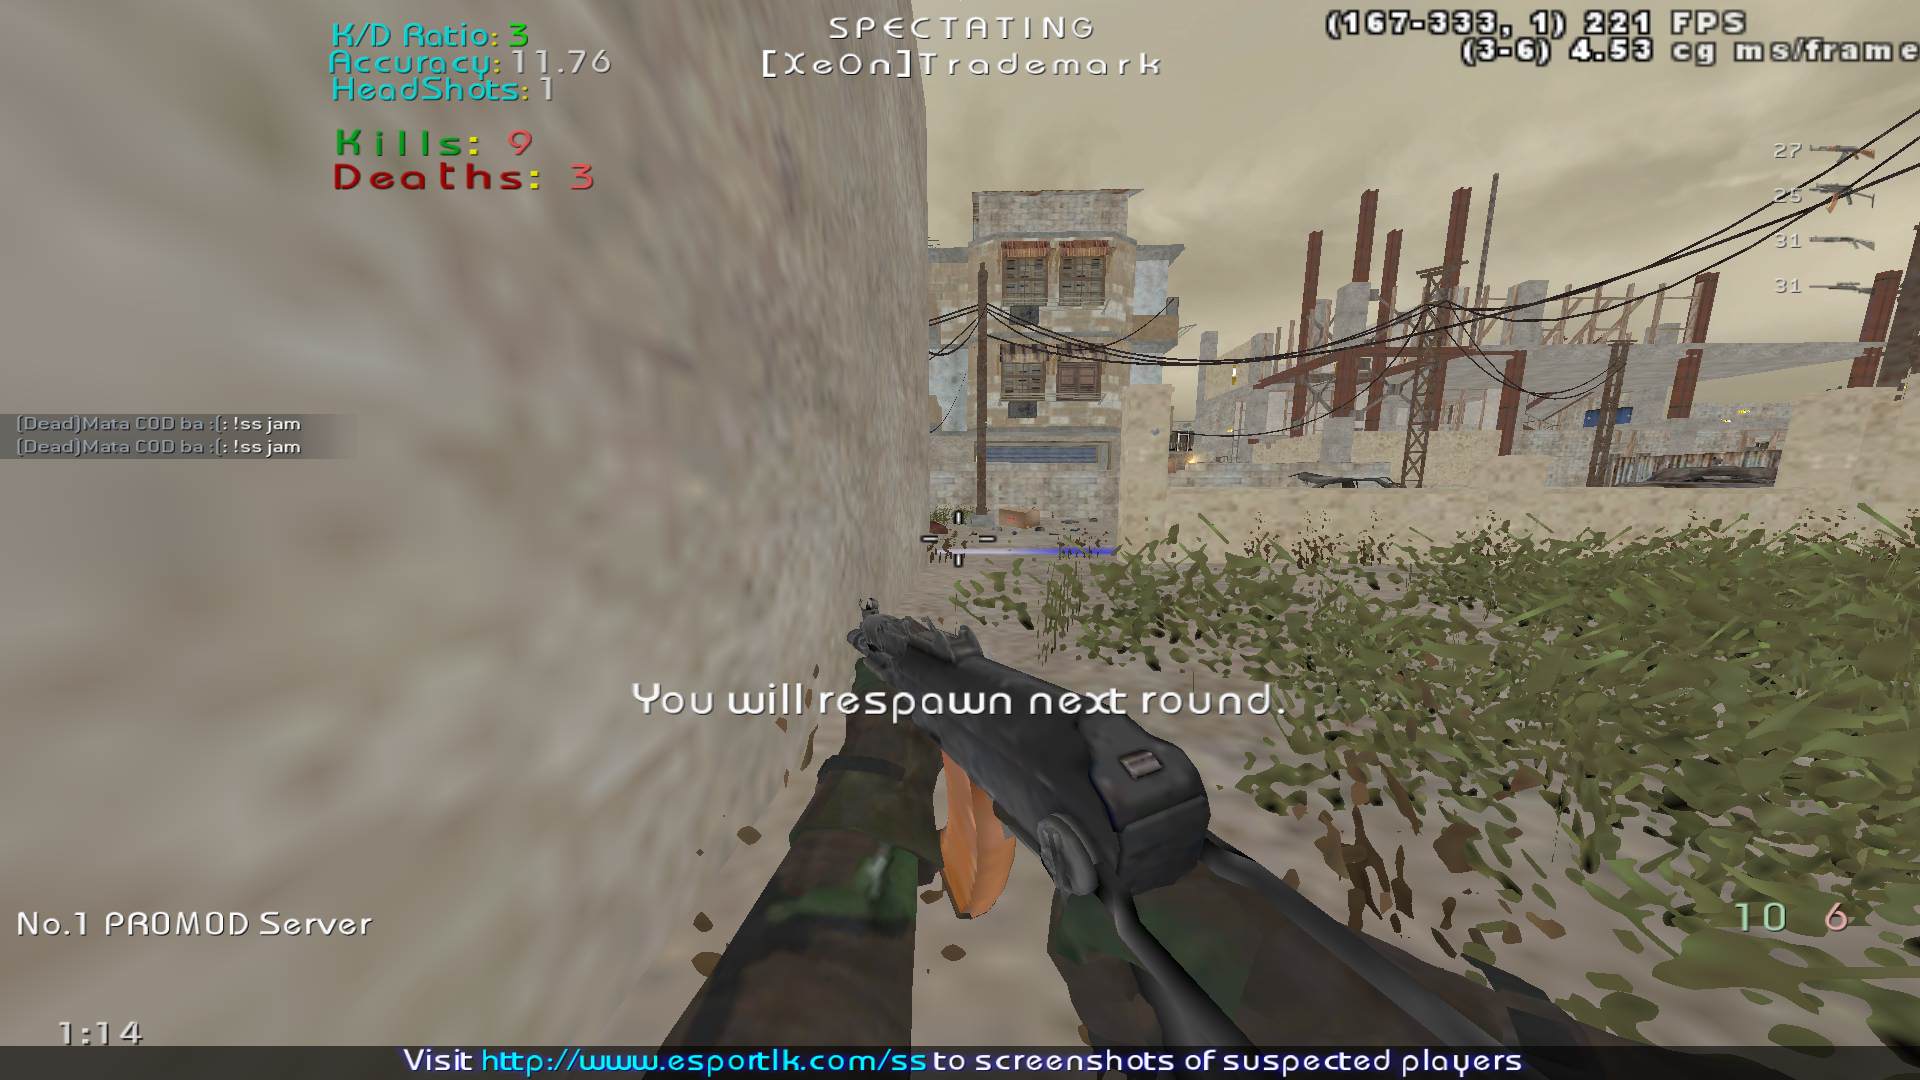 K/D Ratio: 3
Accuracy: 11.76
HeadShots: 1
Kills: 9
Deaths: 3
SPECTATING
[XeOn]Trademark
(167-333, 1) 221 FPS
(3-6) 4.53 cg ms/frame
27
25
31
31
(Dead)Mata COD ba :(: !ss jam
(Dead)Mata COD ba :(: !ss jam
You will respawn next round.
No.1 PROMOD Server
10 6
1:14
Visit http://www.esportlk.com/ss to screenshots of suspected players